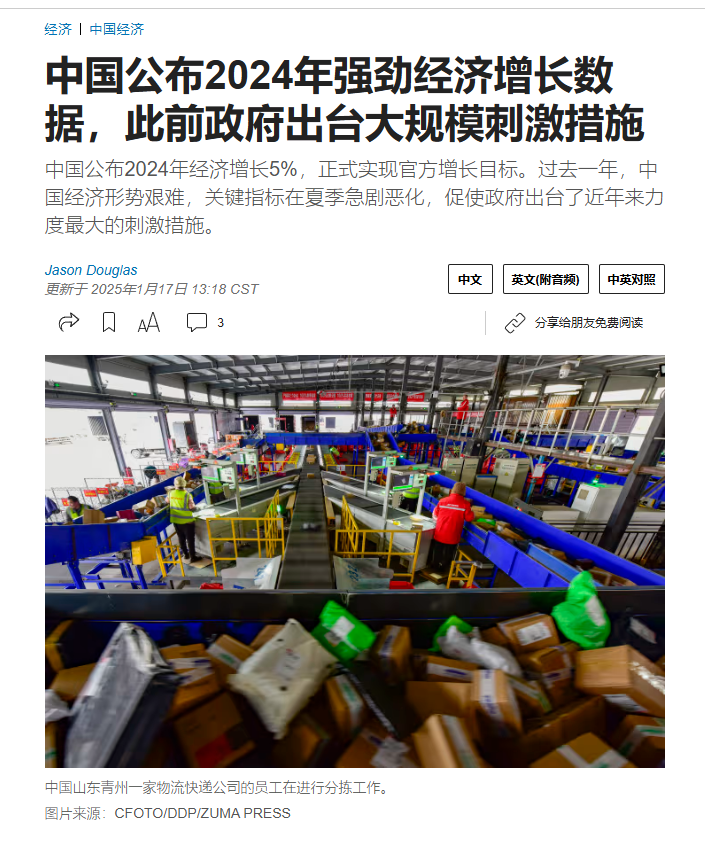 经济 | 中国经济
中国公布2024年强劲经济增长数
据，此前政府出台大规模刺激措施
中国公布2024年经济增长5%，正式实现官方增长目标。过去一年，中
国经济形势艰难，关键指标在夏季急剧恶化，促使政府出台了近年来力
度最大的刺激措施。
Jason Douglas
更新于 2025年1月17日 13:18 CST
中文 英文(附音频) 中英对照
AA 3 分享给朋友免费阅读
中国山东青州一家物流快递公司的员工在进行分拣工作。
图片来源：CFOTO/DDP/ZUMA PRESS